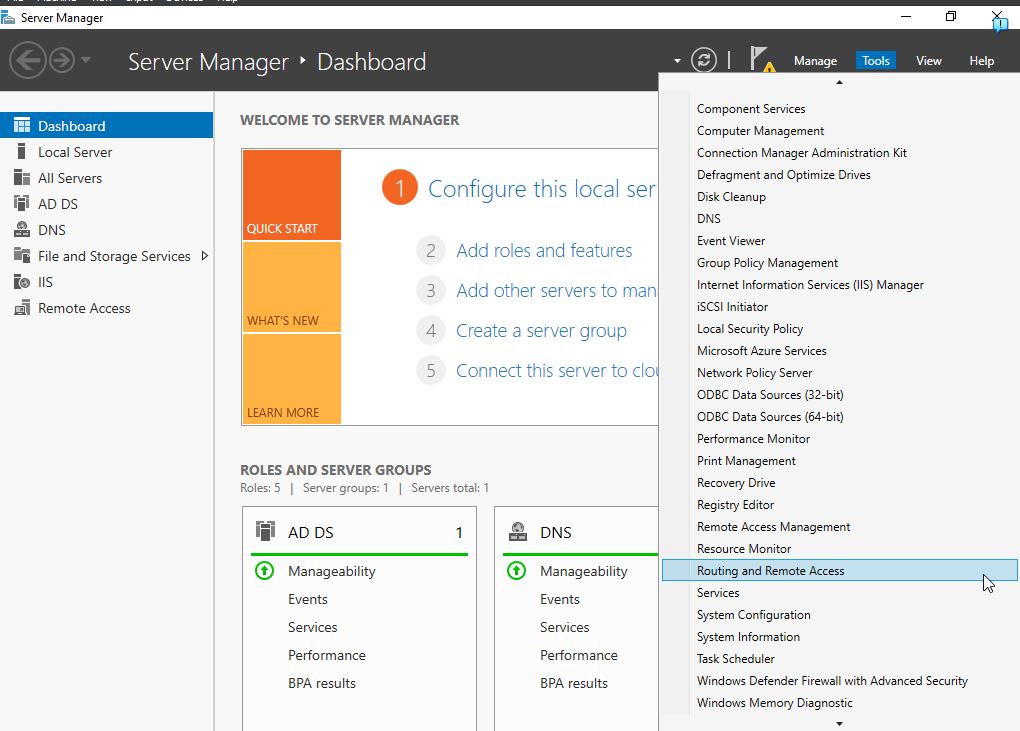 Server Manager
Server Manager
Dashboard
Manage
Tools
View
Help
Dashboard
Local Server
All Servers
AD DS
DNS
File and Storage Services
IIS
Remote Access
WELCOME TO SERVER MANAGER
QUICK START
WHAT'S NEW
LEARN MORE
1 Configure this local ser
2 Add roles and features
3 Add other servers to man
4 Create a server group
5 Connect this server to clou
ROLES AND SERVER GROUPS
Roles: 5 | Server groups: 1 | Servers total: 1
AD DS 1
Manageability
Events
Services
Performance
BPA results
DNS
Manageability
Events
Services
Performance
BPA results
Component Services
Computer Management
Connection Manager Administration Kit
Defragment and Optimize Drives
Disk Cleanup
DNS
Event Viewer
Group Policy Management
Internet Information Services (IIS) Manager
iSCSI Initiator
Local Security Policy
Microsoft Azure Services
Network Policy Server
ODBC Data Sources (32-bit)
ODBC Data Sources (64-bit)
Performance Monitor
Print Management
Recovery Drive
Registry Editor
Remote Access Management
Resource Monitor
Routing and Remote Access
Services
System Configuration
System Information
Task Scheduler
Windows Defender Firewall with Advanced Security
Windows Memory Diagnostic